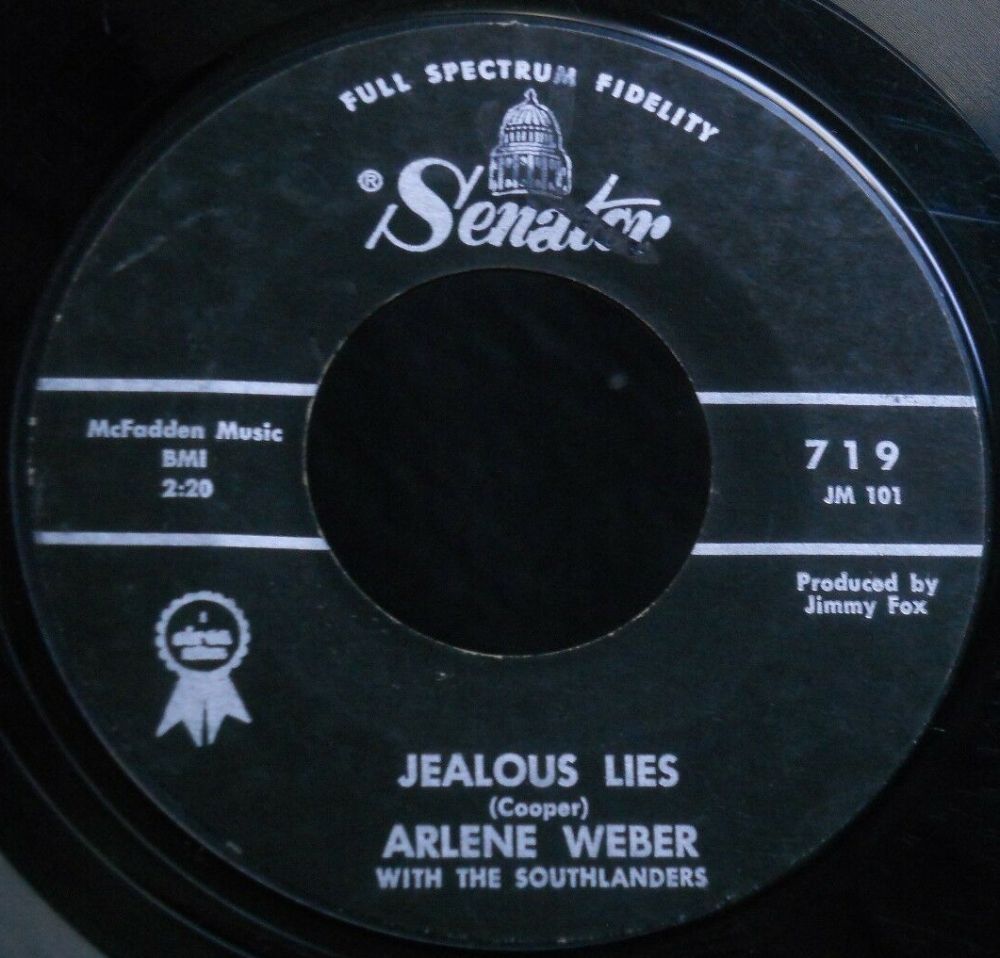 FULL SPECTRUM FIDELITY
® Senator
McFadden Music
BMI
2:20
719
JM 101
Produced by
Jimmy Fox
JEALOUS LIES
(Cooper)
ARLENE WEBER
WITH THE SOUTHLANDERS